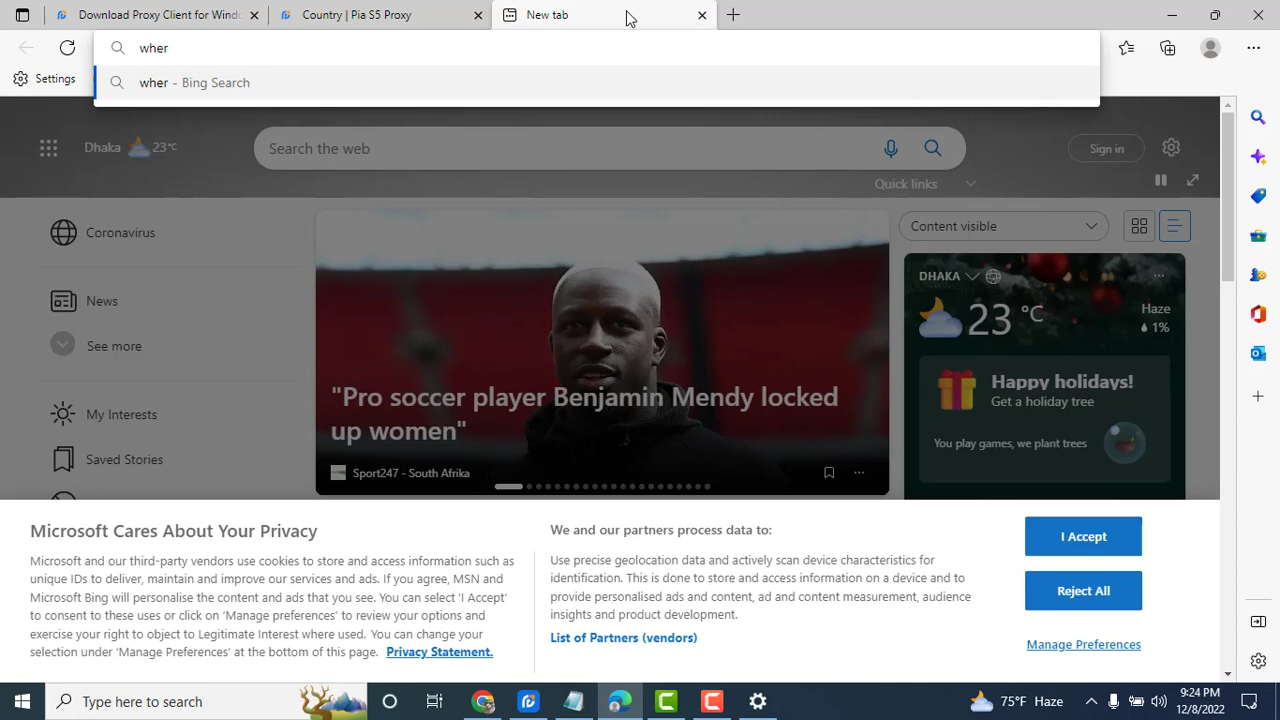 Download Proxy Client for Windo
Country | Pia S5 Proxy
New tab
wher
wher - Bing Search
Settings
Dhaka 23°C
Search the web
Sign in
Quick links
Coronavirus
News
See more
My Interests
Saved Stories
Content visible
"Pro soccer player Benjamin Mendy locked
up women"
Sport247 - South Afrika
DHAKA
23 °C
Haze
1%
Happy holidays!
Get a holiday tree
You play games, we plant trees
Microsoft Cares About Your Privacy
Microsoft and our third-party vendors use cookies to store and access information such as
unique IDs to deliver, maintain and improve our services and ads. If you agree, MSN and
Microsoft Bing will personalise the content and ads that you see. You can select 'I Accept'
to consent to these uses or click on 'Manage preferences' to review your options and
exercise your right to object to Legitimate Interest where used. You can change your
selection under 'Manage Preferences' at the bottom of this page. Privacy Statement.
We and our partners process data to:
Use precise geolocation data and actively scan device characteristics for
identification. This is done to store and access information on a device and to
provide personalised ads and content, ad and content measurement, audience
insights and product development.
List of Partners (vendors)
I Accept
Reject All
Manage Preferences
Type here to search
75°F Haze
9:24 PM
12/8/2022